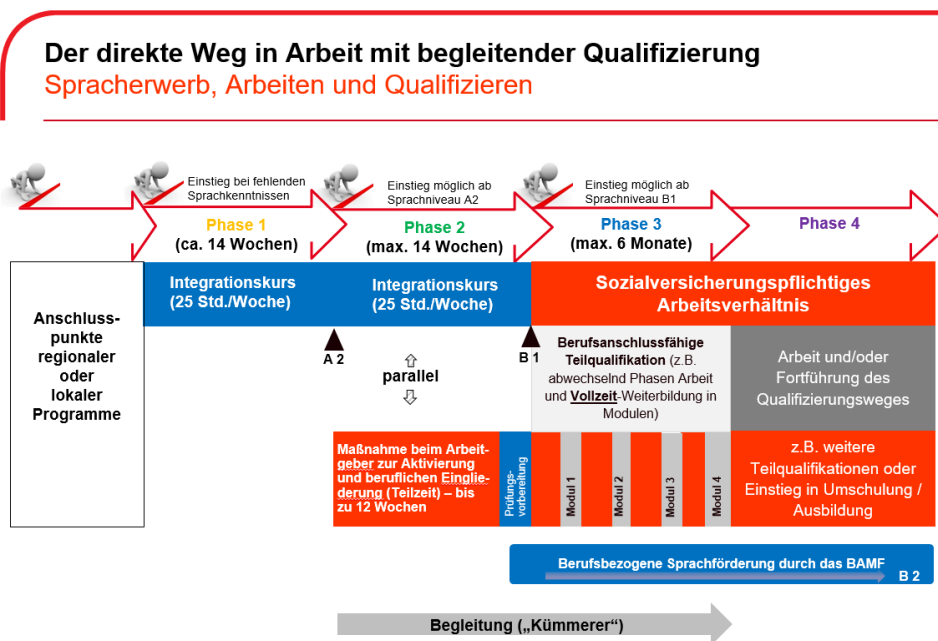 Der direkte Weg in Arbeit mit begleitender Qualifizierung
Spracherwerb, Arbeiten und Qualifizieren
Einstieg bei fehlenden
Sprachkenntnissen
Einstieg möglich ab
Sprachniveau A2
Einstieg möglich ab
Sprachniveau B1
Phase 1
(ca. 14 Wochen)
Phase 2
(max. 14 Wochen)
Phase 3
(max. 6 Monate)
Phase 4
Anschluss-
punkte
regionaler
oder
lokaler
Programme
Integrationskurs
(25 Std./Woche)
Integrationskurs
(25 Std./Woche)
Sozialversicherungspflichtiges
Arbeitsverhältnis
A 2
B 1
parallel
Berufsanschlussfähige
Teilqualifikation (z.B.
abwechselnd Phasen Arbeit
und Vollzeit-Weiterbildung in
Modulen)
Arbeit und/oder
Fortführung des
Qualifizierungsweges
Maßnahme beim Arbeit-
geber zur Aktivierung
und beruflichen Einglie-
derung (Teilzeit) – bis
zu 12 Wochen
Prüfungs-
vorbereitung
Modul 1
Modul 2
Modul 3
Modul 4
z.B. weitere
Teilqualifikationen oder
Einstieg in Umschulung /
Ausbildung
Berufsbezogene Sprachförderung durch das BAMF
B 2
Begleitung („Kümmerer“)